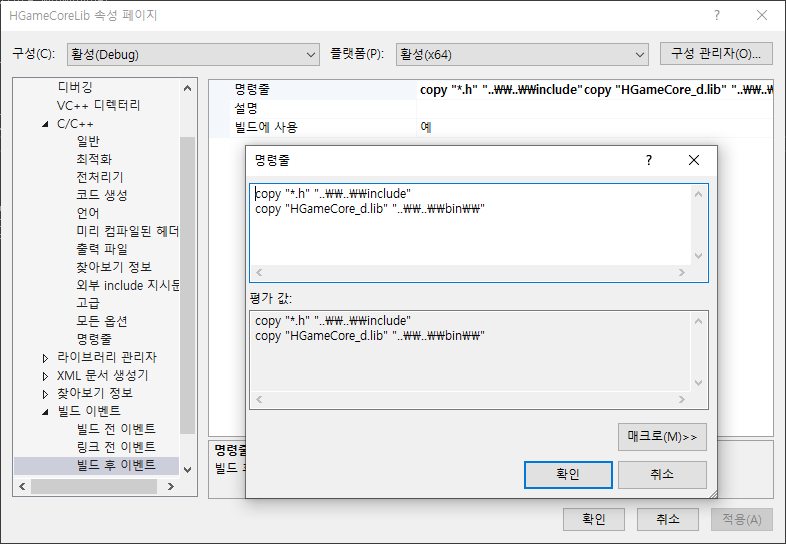 HGameCoreLib 속성 페이지
?
구성(C):
활성(Debug)
플랫폼(P):
활성(x64)
구성 관리자(O)...
디버깅
VC++ 디렉터리
C/C++
일반
최적화
전처리기
코드 생성
언어
미리 컴파일된 헤더
출력 파일
찾아보기 정보
외부 include 지시문
고급
모든 옵션
명령줄
라이브러리 관리자
XML 문서 생성기
찾아보기 정보
빌드 이벤트
빌드 전 이벤트
링크 전 이벤트
빌드 후 이벤트
명령줄
copy "*.h" "..₩₩..₩₩include"copy "HGameCore_d.lib" "..₩₩..₩
설명
빌드에 사용
예
명령줄
?
copy "*.h" "..₩₩..₩₩include"
copy "HGameCore_d.lib" "..₩₩..₩₩bin₩₩"
평가 값:
copy "*.h" "..₩₩..₩₩include"
copy "HGameCore_d.lib" "..₩₩..₩₩bin₩₩"
매크로(M)>>
확인
취소
명령줄
빌드 후
확인
취소
적용(A)